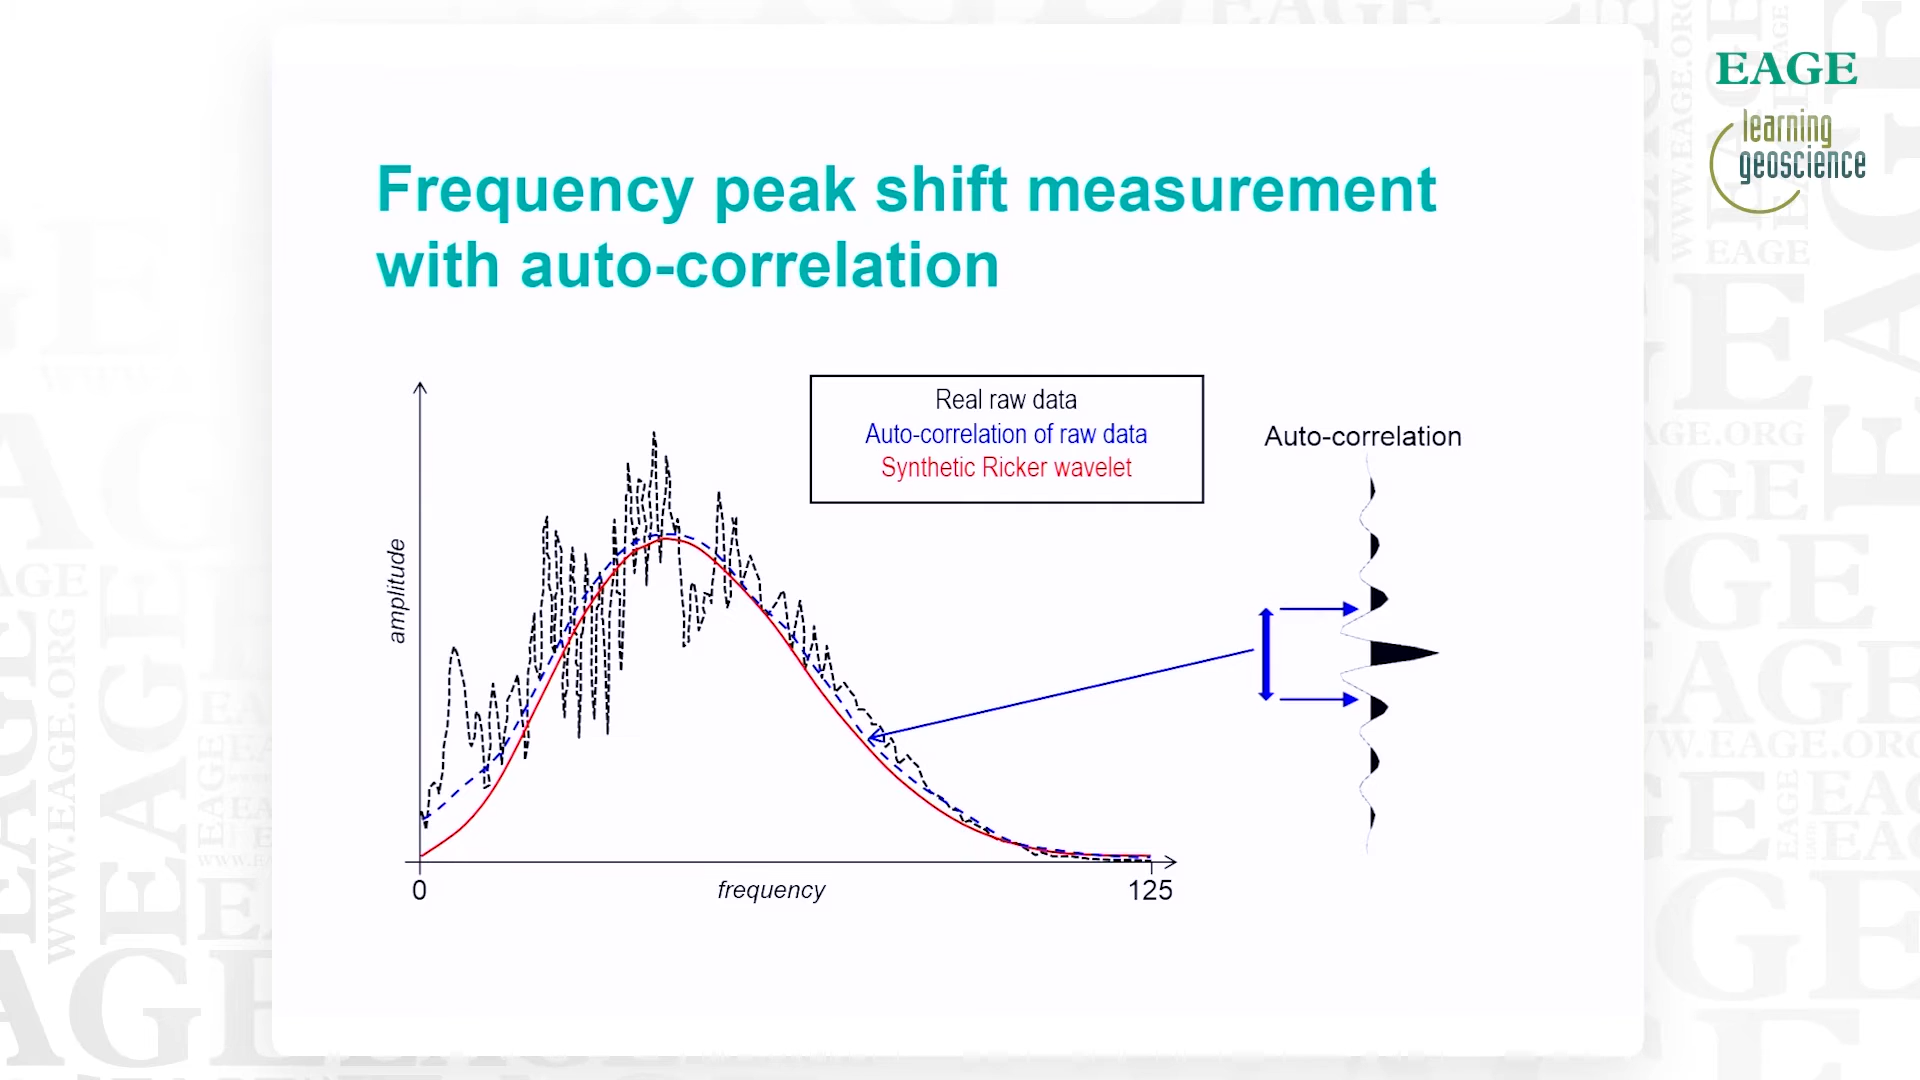 EAGE
learning
geoscience
Frequency peak shift measurement
with auto-correlation
Real raw data
Auto-correlation of raw data
Synthetic Ricker wavelet
Auto-correlation
amplitude
0
frequency
125